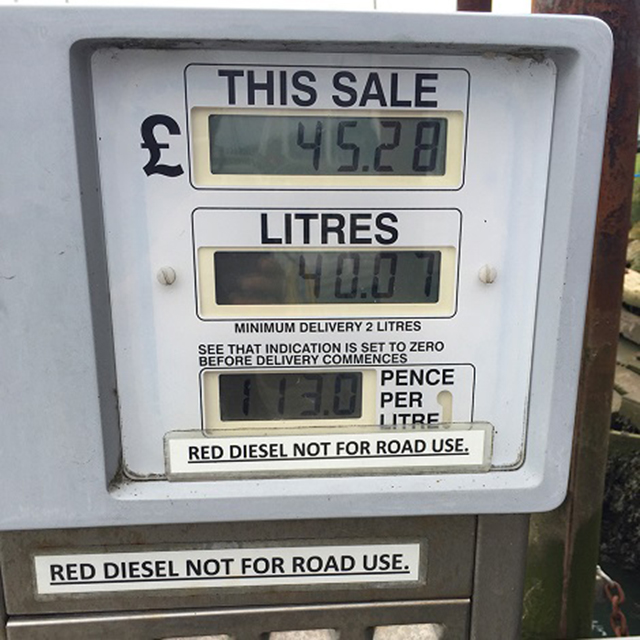 THIS SALE
£ 45.28
LITRES
40.07
MINIMUM DELIVERY 2 LITRES
SEE THAT INDICATION IS SET TO ZERO
BEFORE DELIVERY COMMENCES
113.0 PENCE
PER
LITRE
RED DIESEL NOT FOR ROAD USE.
RED DIESEL NOT FOR ROAD USE.